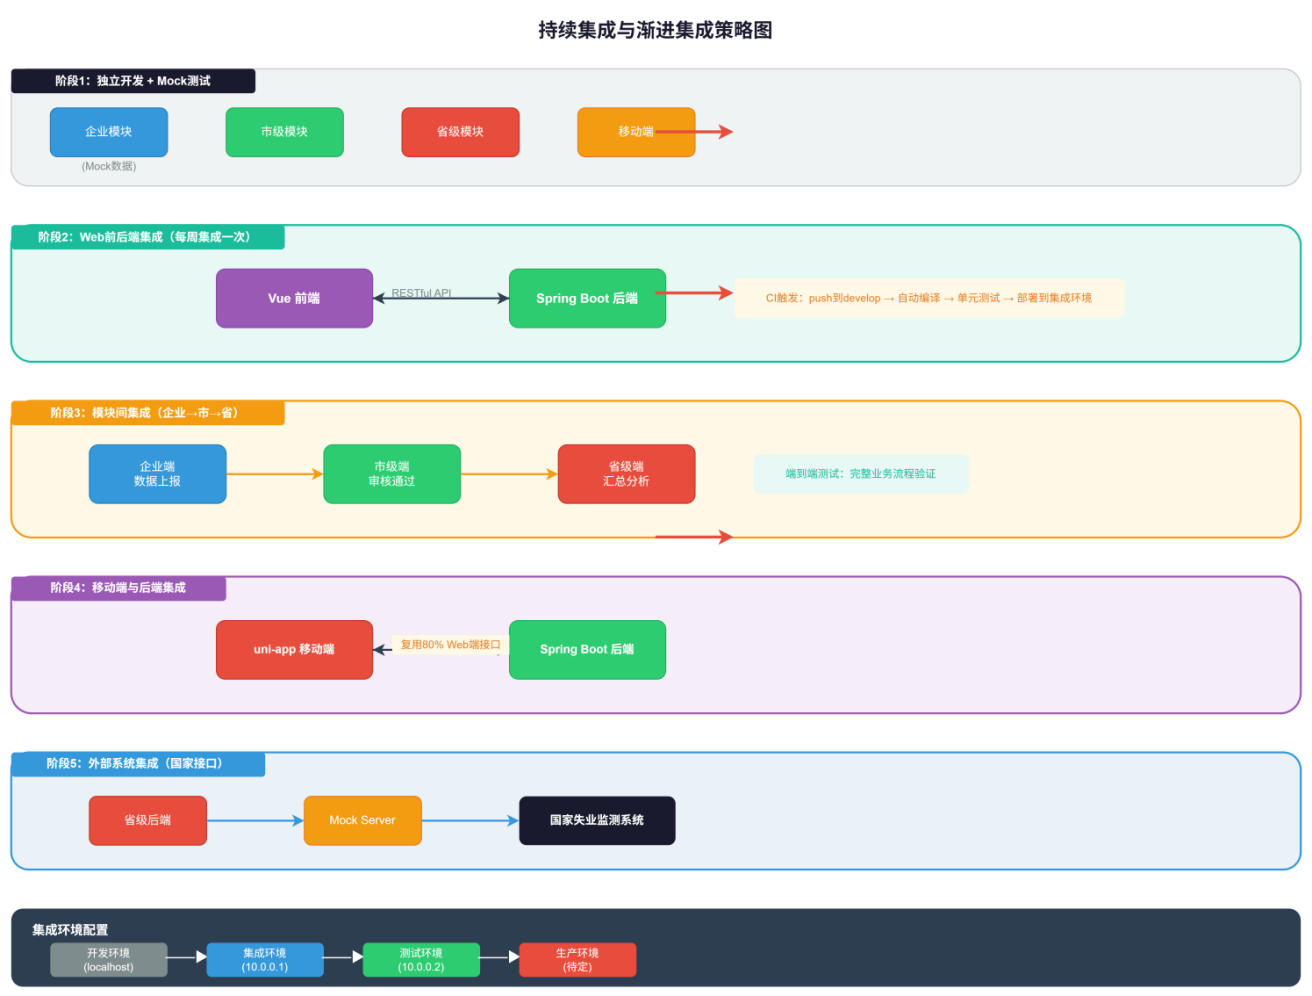 持续集成与渐进集成策略图
阶段1：独立开发 + Mock测试
企业模块
市级模块
省级模块
移动端
(Mock数据)
阶段2：Web前后端集成（每周集成一次）
Vue 前端
RESTful API
Spring Boot 后端
CI触发：push到develop → 自动编译 → 单元测试 → 部署到集成环境
阶段3：模块间集成（企业→市→省）
企业端
数据上报
市级端
审核通过
省级端
汇总分析
端到端测试：完整业务流程验证
阶段4：移动端与后端集成
uni-app 移动端
复用80% Web端接口
Spring Boot 后端
阶段5：外部系统集成（国家接口）
省级后端
Mock Server
国家失业监测系统
集成环境配置
开发环境
(localhost)
集成环境
(10.0.0.1)
测试环境
(10.0.0.2)
生产环境
(待定)